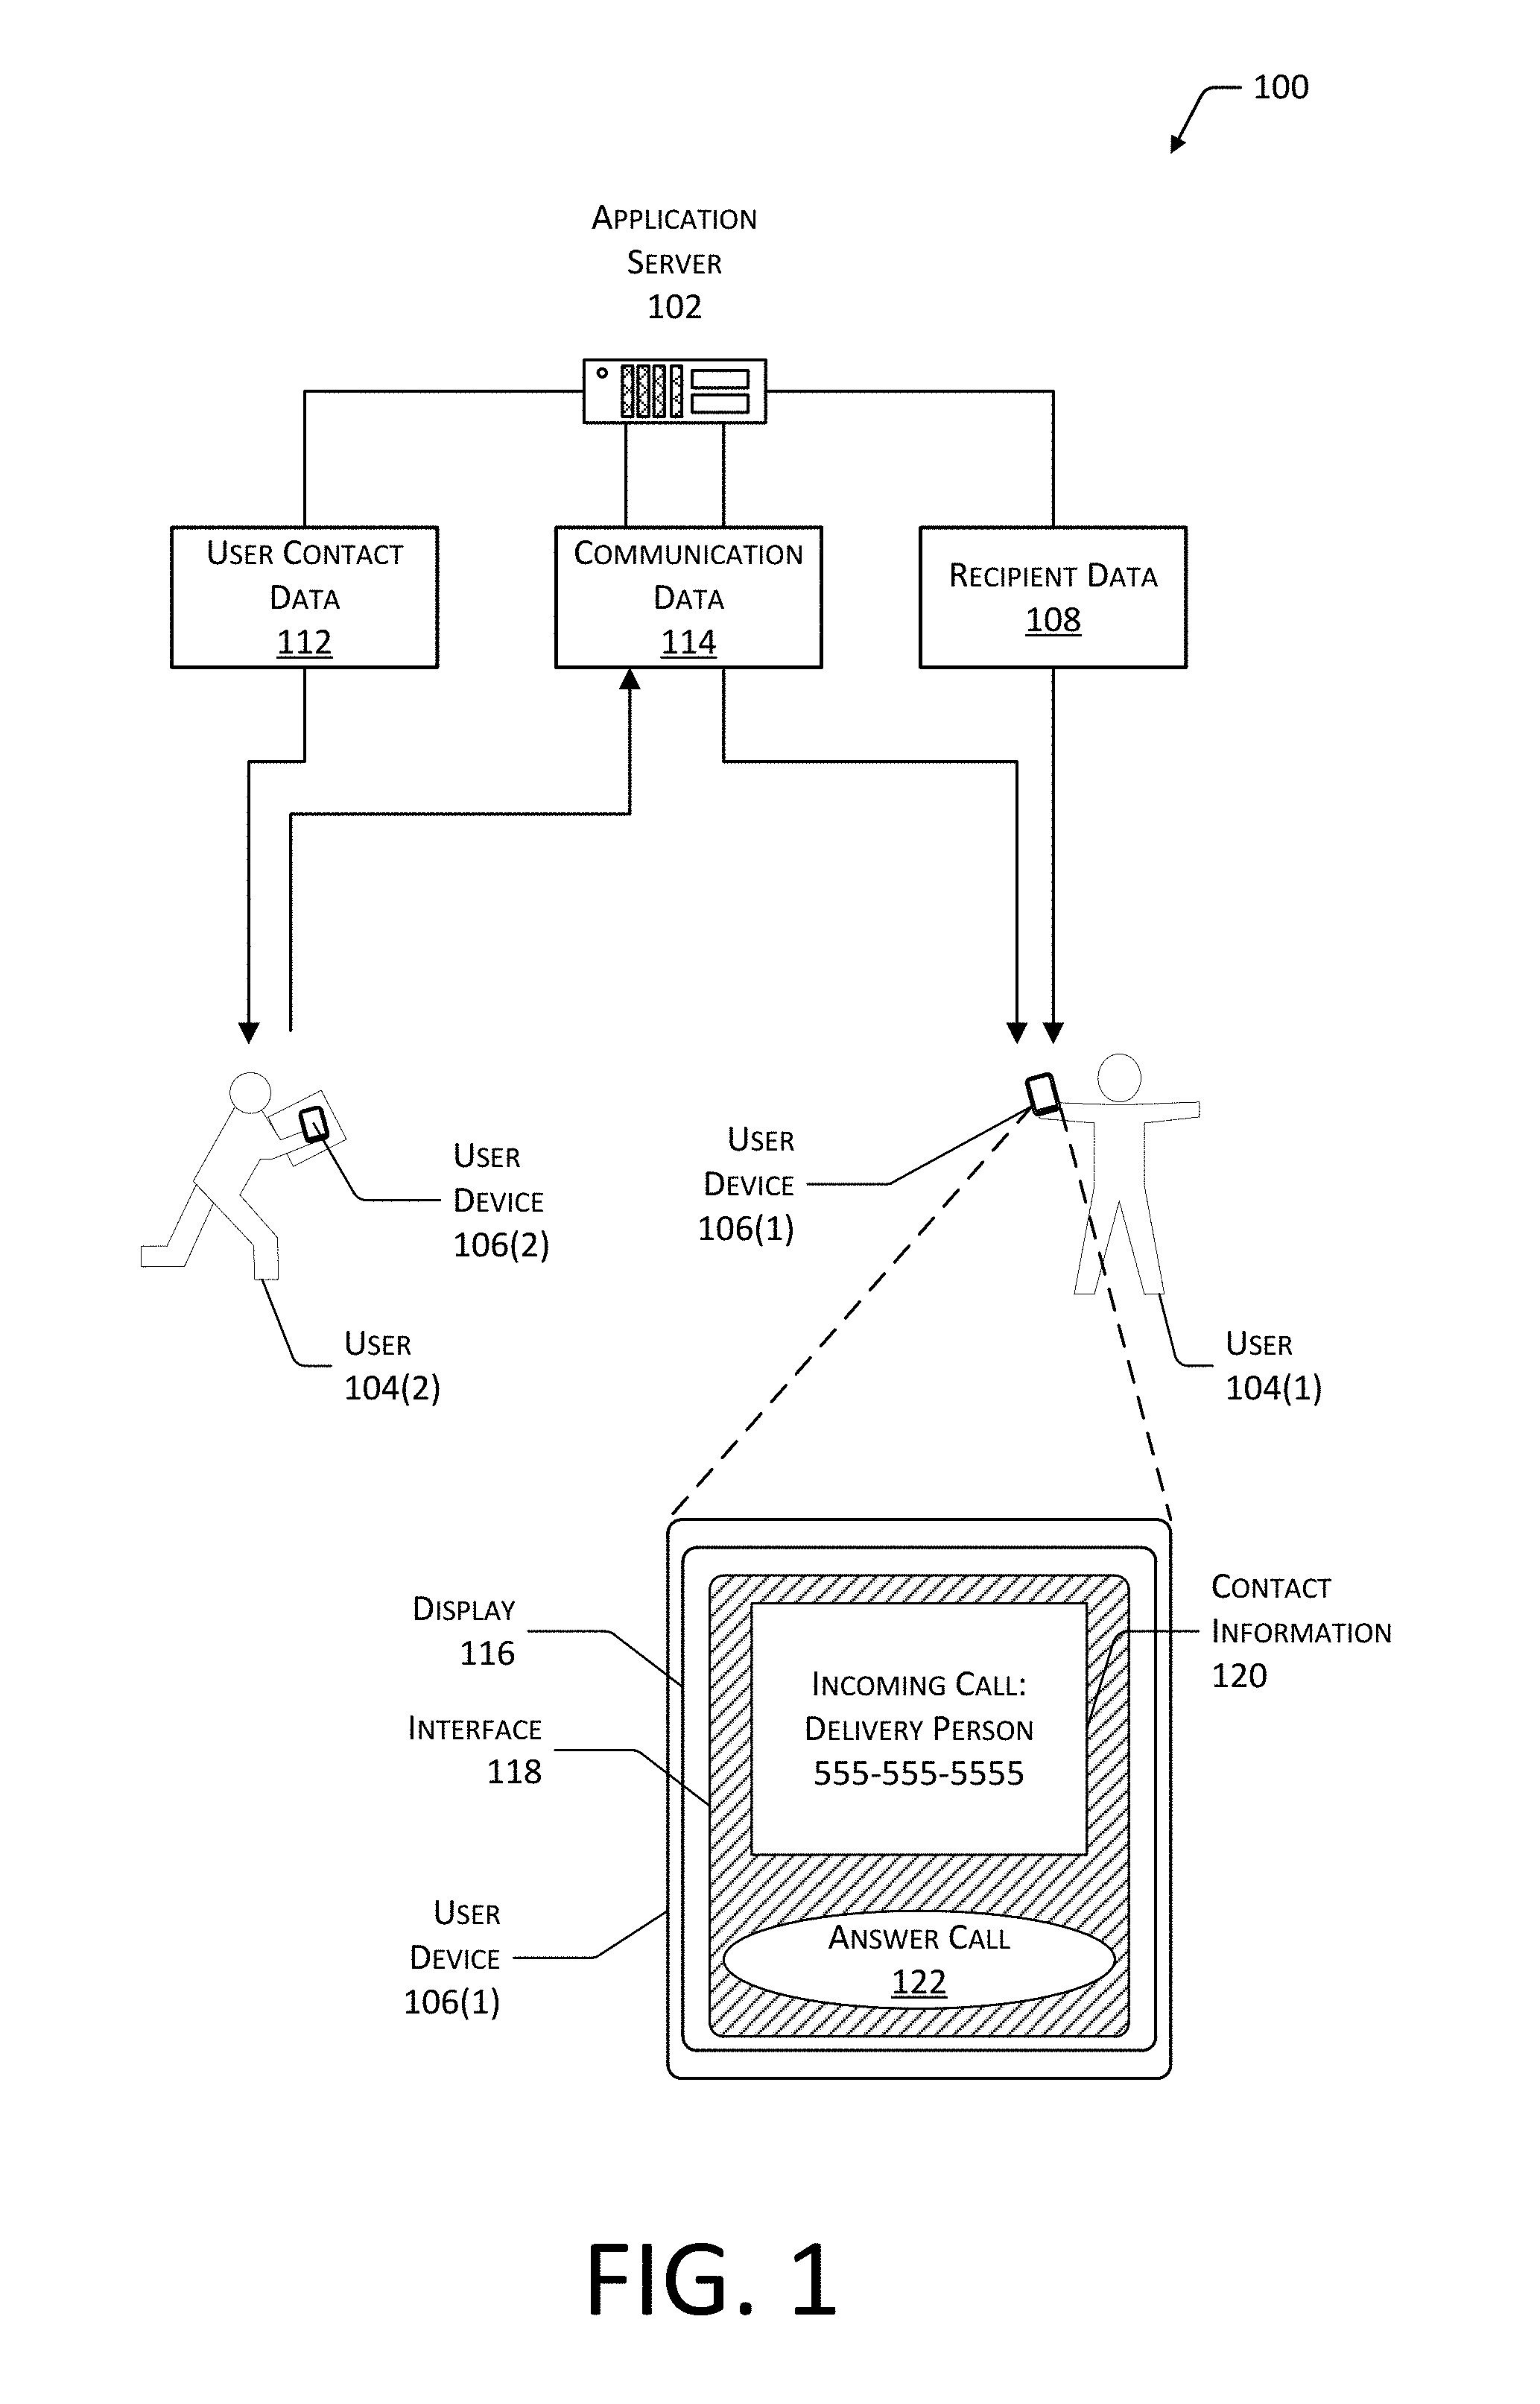 100
Application
Server
102
User Contact
Data
112
Communication
Data
114
Recipient Data
108
User
Device
106(2)
User
Device
106(1)
User
104(2)
User
104(1)
Display
116
Interface
118
User
Device
106(1)
Contact
Information
120
Incoming Call:
Delivery Person
555-555-5555
Answer Call
122
FIG. 1